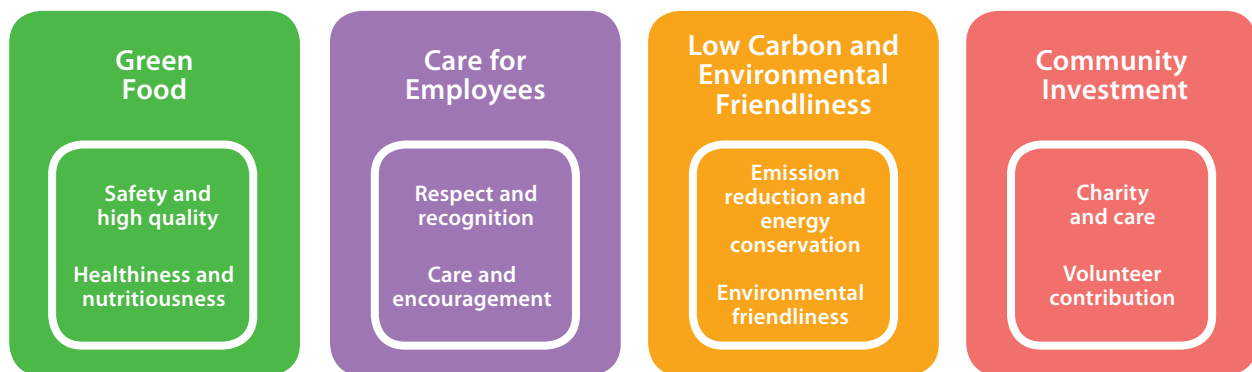 Green
Food
Safety and
high quality
Healthiness and
nutritiousness
Care for
Employees
Respect and
recognition
Care and
encouragement
Low Carbon and
Environmental
Friendliness
Emission
reduction and
energy
conservation
Environmental
friendliness
Community
Investment
Charity
and care
Volunteer
contribution